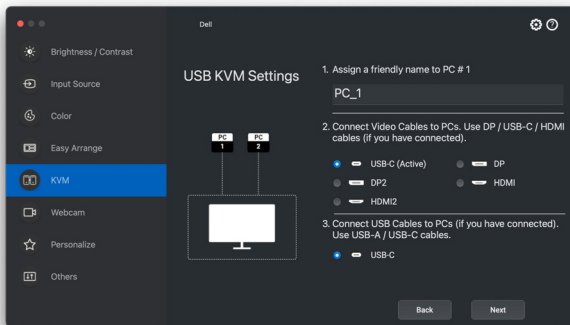 Dell
Brightness / Contrast
Input Source
Color
Easy Arrange
KVM
Webcam
Personalize
Others
USB KVM Settings
PC
1
PC
2
1. Assign a friendly name to PC # 1
PC_1
2. Connect Video Cables to PCs. Use DP / USB-C / HDMI
cables (if you have connected).
USB-C (Active)
DP
DP2
HDMI
HDMI2
3. Connect USB Cables to PCs (if you have connected).
Use USB-A / USB-C cables.
USB-C
Back
Next